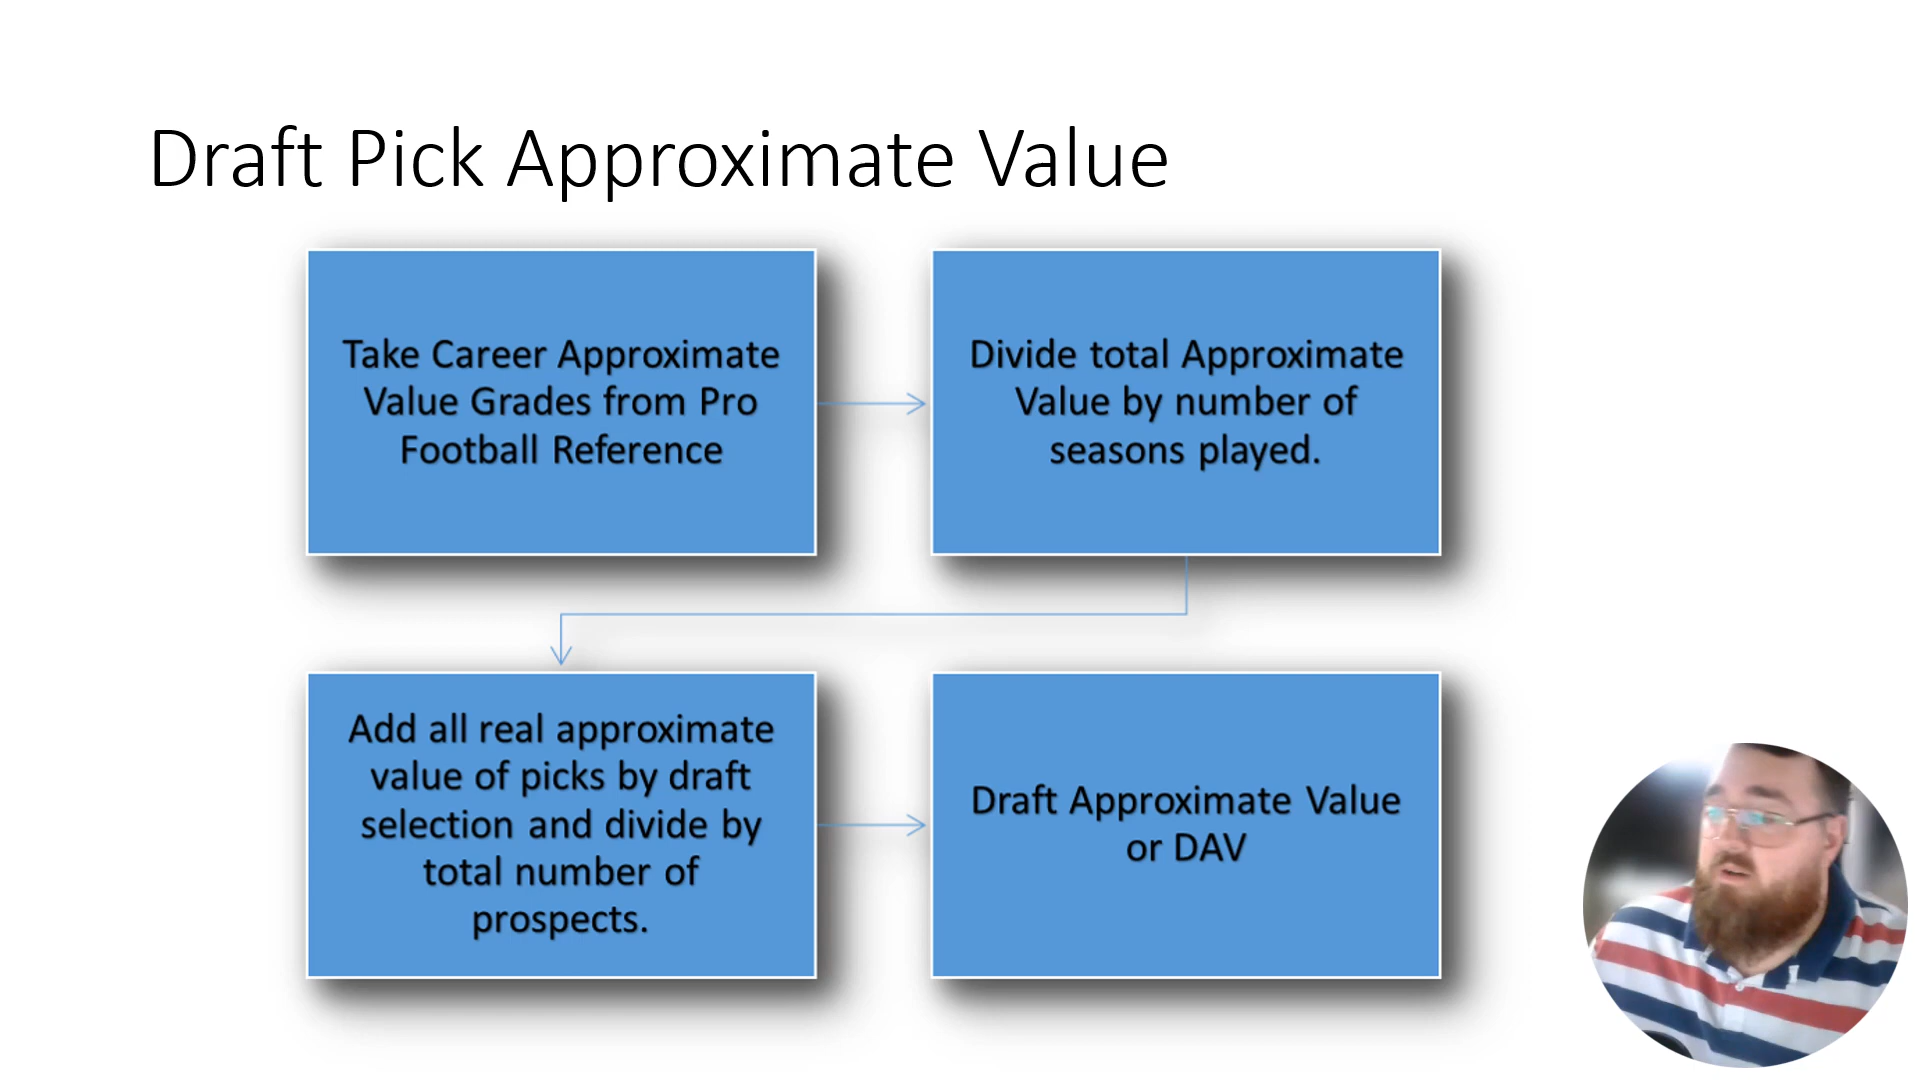 Draft Pick Approximate Value
Take Career Approximate
Value Grades from Pro
Football Reference
Divide total Approximate
Value by number of
seasons played.
Add all real approximate
value of picks by draft
selection and divide by
total number of
prospects.
Draft Approximate Value
or DAV